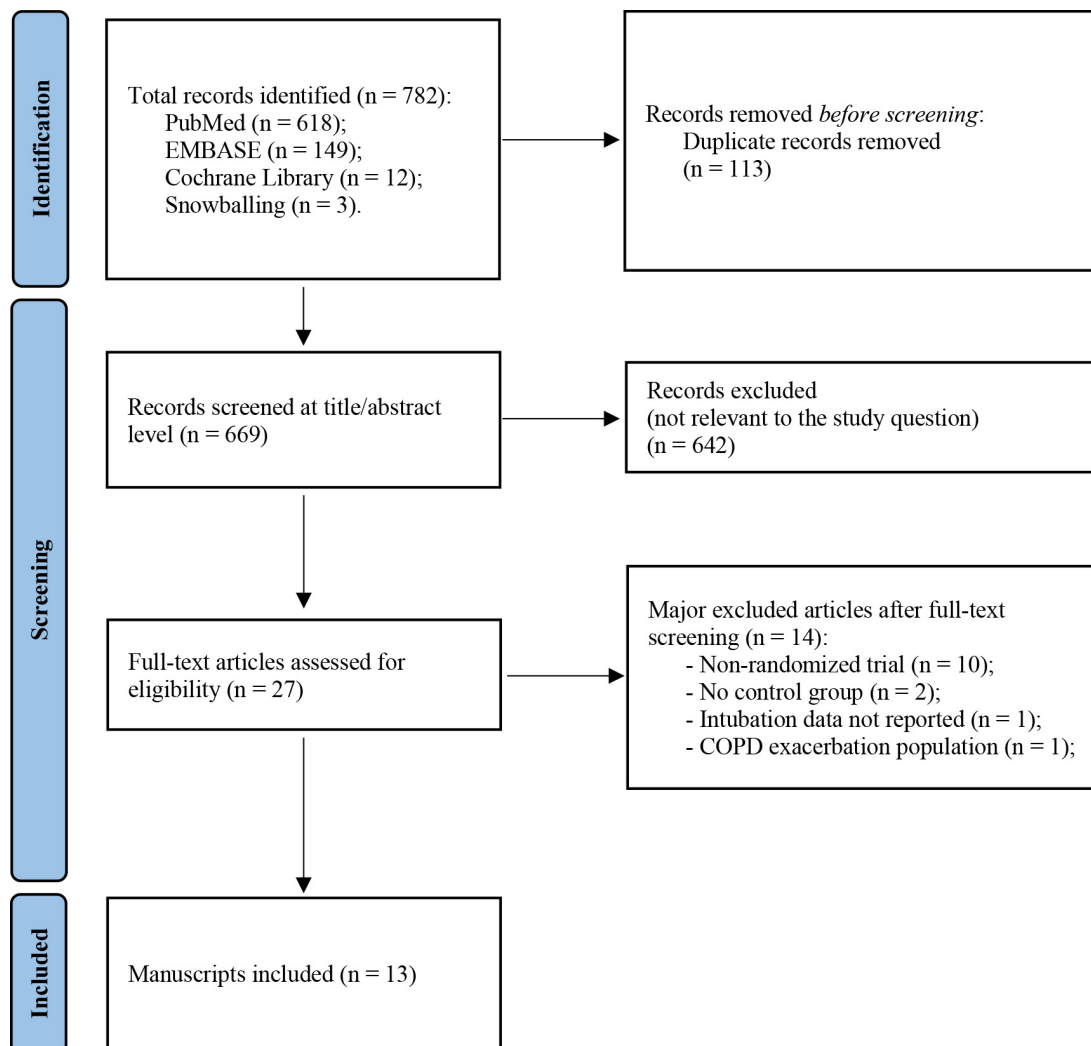 Identification
Total records identified (n = 782):
PubMed (n = 618);
EMBASE (n = 149);
Cochrane Library (n = 12);
Snowballing (n = 3).
Records removed before screening:
Duplicate records removed
(n = 113)
Screening
Records screened at title/abstract
level (n = 669)
Records excluded
(not relevant to the study question)
(n = 642)
Full-text articles assessed for
eligibility (n = 27)
Major excluded articles after full-text
screening (n = 14):
- Non-randomized trial (n = 10);
- No control group (n = 2);
- Intubation data not reported (n = 1);
- COPD exacerbation population (n = 1);
Included
Manuscripts included (n = 13)